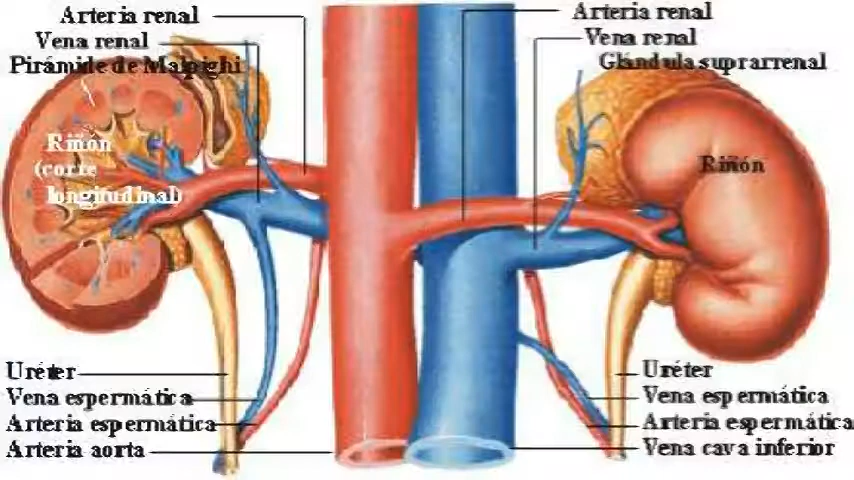 Arteria renal
Vena renal
Pirámide de Malpighi
Riñón
(corte
longitudinal)
Uréter
Vena espermática
Arteria espermática
Arteria aorta
Arteria renal
Vena renal
Glándula suprarrenal
Riñón
Uréter
Vena espermática
Arteria espermática
Vena cava inferior